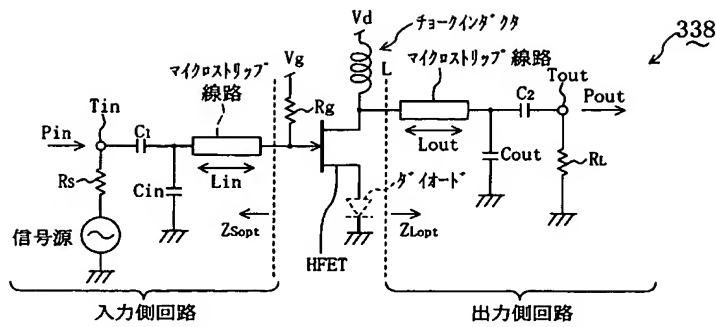 Vd
チョークインダクタ
338
Vg
L
マイクロストリップ線路
マイクロストリップ
線路
Tout
Tin
Rg
C2
Pout
Pin
C1
Lout
Cout
RL
Rs
Cin
Lin
ダイオード
信号源
ZSopt
HFET
ZLopt
入力側回路
出力側回路